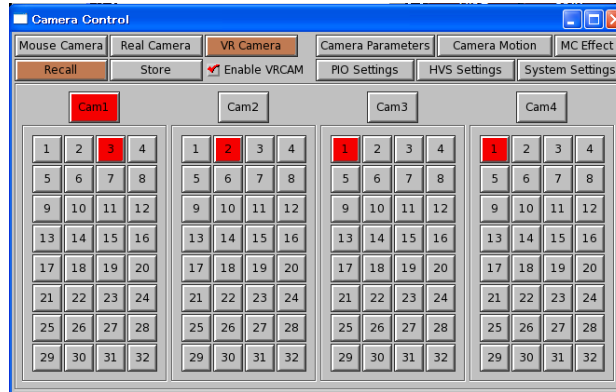 Camera Control
Mouse Camera Real Camera VR Camera Camera Parameters Camera Motion MC Effect
Recall Store Enable VRCAM PIO Settings HVS Settings System Settings
Cam1 Cam2 Cam3 Cam4
1 2 3 4 1 2 3 4 1 2 3 4 1 2 3 4
5 6 7 8 5 6 7 8 5 6 7 8 5 6 7 8
9 10 11 12 9 10 11 12 9 10 11 12 9 10 11 12
13 14 15 16 13 14 15 16 13 14 15 16 13 14 15 16
17 18 19 20 17 18 19 20 17 18 19 20 17 18 19 20
21 22 23 24 21 22 23 24 21 22 23 24 21 22 23 24
25 26 27 28 25 26 27 28 25 26 27 28 25 26 27 28
29 30 31 32 29 30 31 32 29 30 31 32 29 30 31 32